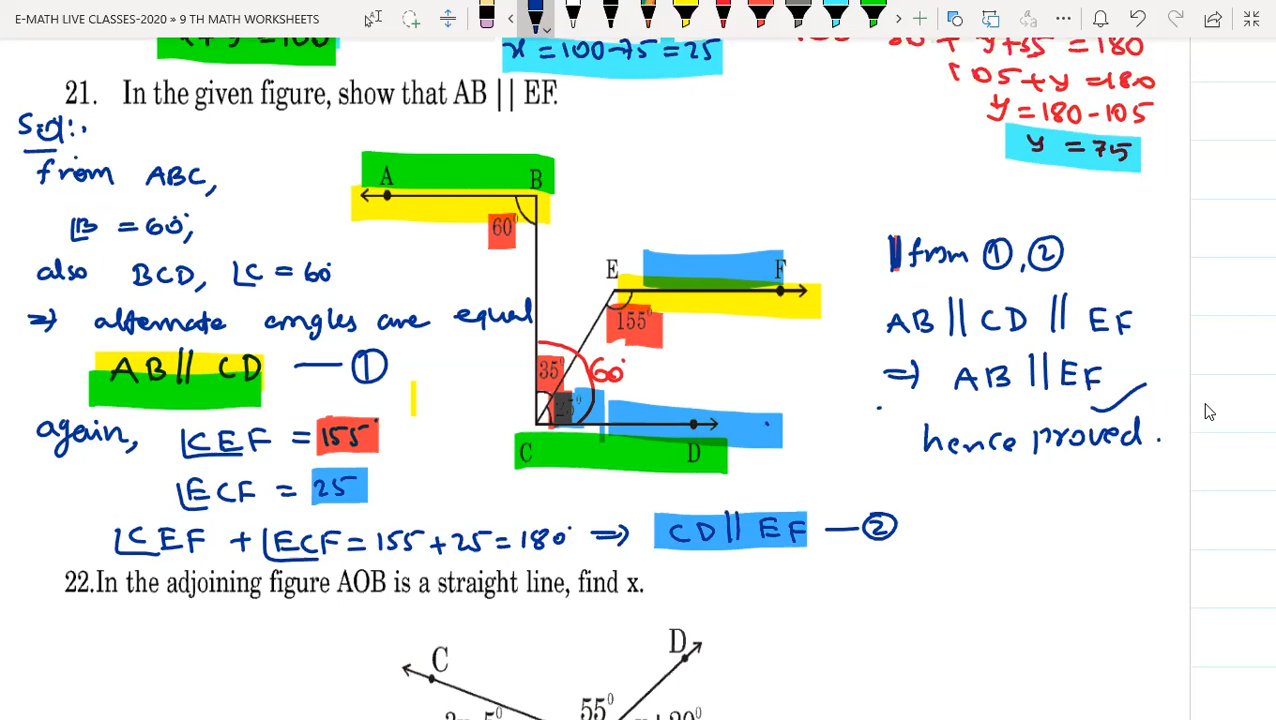 E-MATH LIVE CLASSES-2020 » 9 TH MATH WORKSHEETS
x + y = 100
x = 100-75 = 25
y+55 = 180
105+y = 180
y = 180-105
y = 75
21. In the given figure, show that AB || EF.
Sol:.
from ABC,
∠B = 60°,
also BCD, ∠C = 60°
⇒ alternate angles are equal
AB || CD — ①
again, ∠CEF = 155°
∠ECF = 25
∠CEF + ∠ECF = 155+25 = 180° ⇒ CD || EF — ②
A B
60°
E F
155°
35° 60°
25°
C D
from ①,②
AB || CD || EF
⇒ AB || EF
hence proved.
22.In the adjoining figure AOB is a straight line, find x.
C D
55⁰